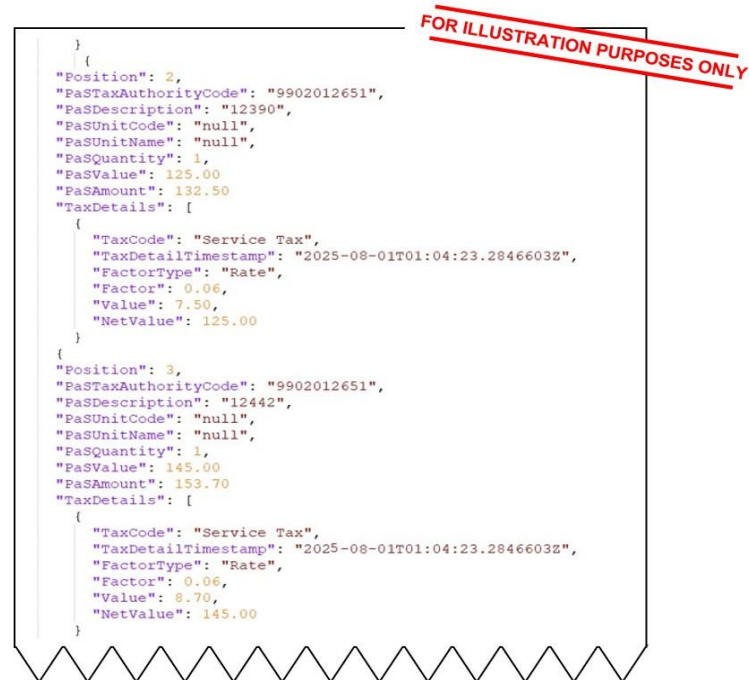 FOR ILLUSTRATION PURPOSES ONLY
}
{
"Position": 2,
"PaSTaxAuthorityCode": "9902012651",
"PaSDescription": "12390",
"PaSUnitCode": "null",
"PaSUnitName": "null",
"PaSQuantity": 1,
"PaSValue": 125.00
"PaSAmount": 132.50
"TaxDetails": [
{
"TaxCode": "Service Tax",
"TaxDetailTimestamp": "2025-08-01T01:04:23.2846603Z",
"FactorType": "Rate",
"Factor": 0.06,
"Value": 7.50,
"NetValue": 125.00
}
{
"Position": 3,
"PaSTaxAuthorityCode": "9902012651",
"PaSDescription": "12442",
"PaSUnitCode": "null",
"PaSUnitName": "null",
"PaSQuantity": 1,
"PaSValue": 145.00
"PaSAmount": 153.70
"TaxDetails": [
{
"TaxCode": "Service Tax",
"TaxDetailTimestamp": "2025-08-01T01:04:23.2846603Z",
"FactorType": "Rate",
"Factor": 0.06,
"Value": 8.70,
"NetValue": 145.00
}